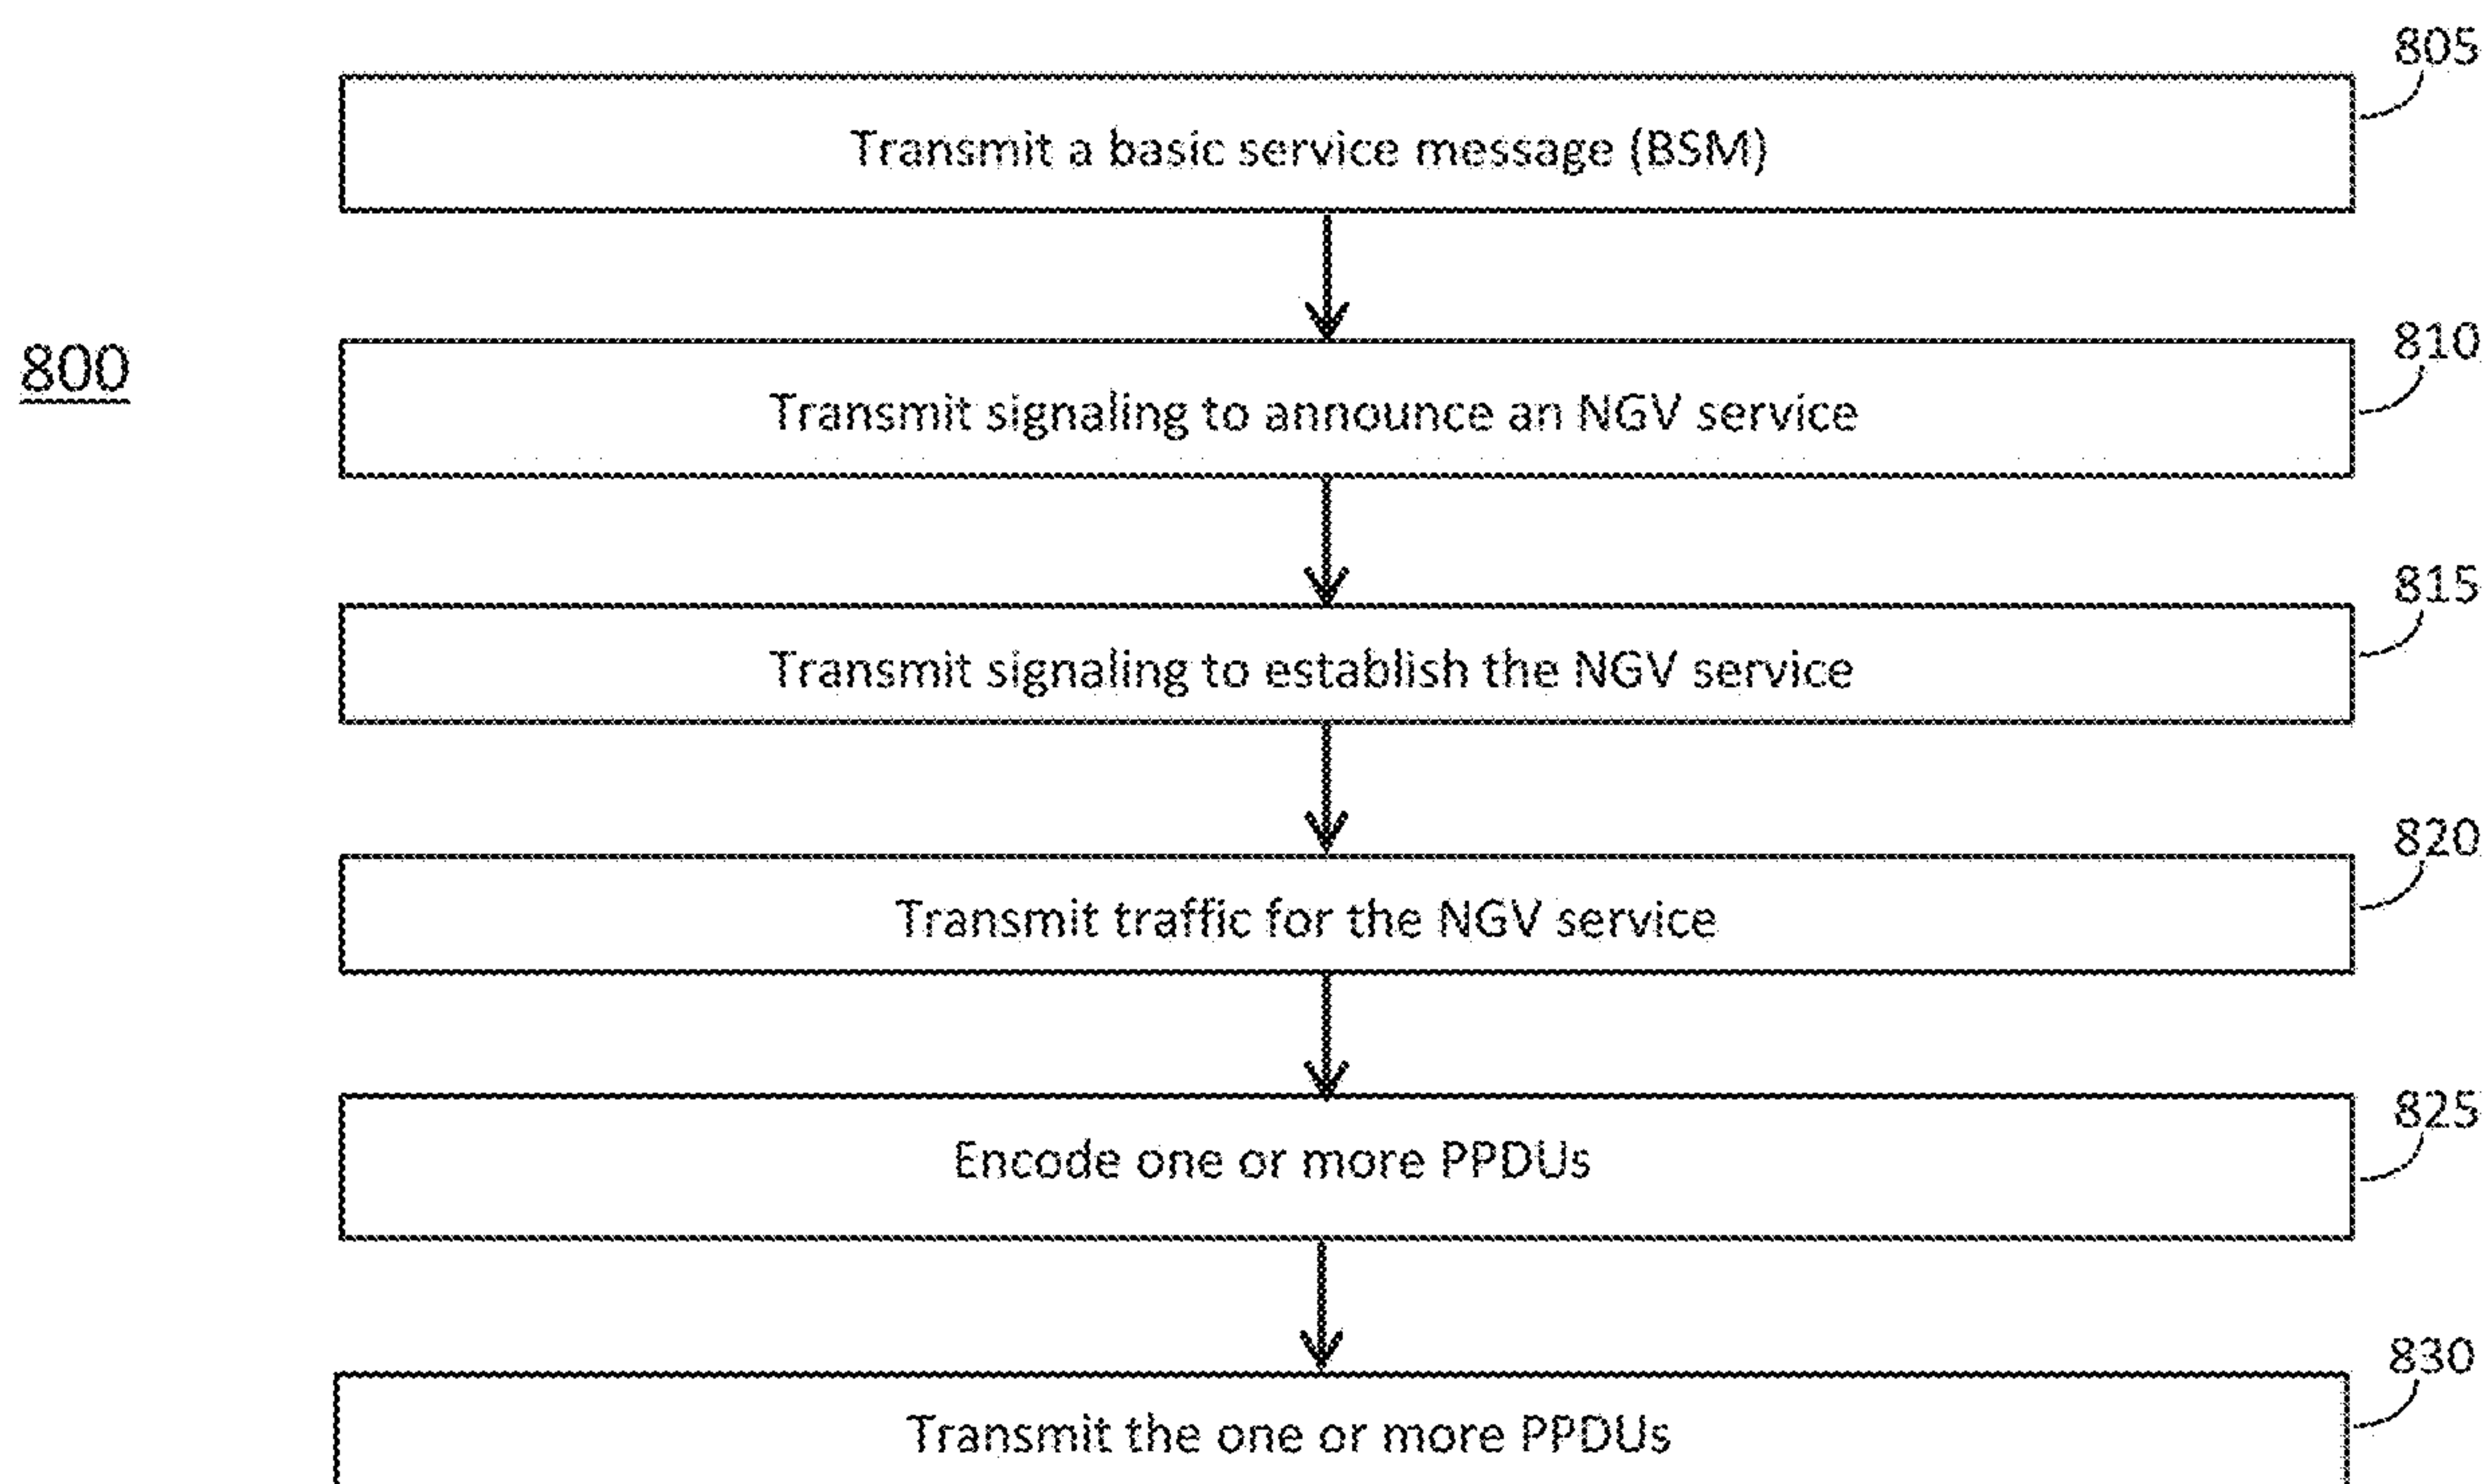 805
Transmit a basic service message (BSM)
810
800
Transmit signaling to announce an NGV service
815
Transmit signaling to establish the NGV service
820
Transmit traffic for the NGV service
825
Encode one or more PPDUs
830
Transmit the one or more PPDUs